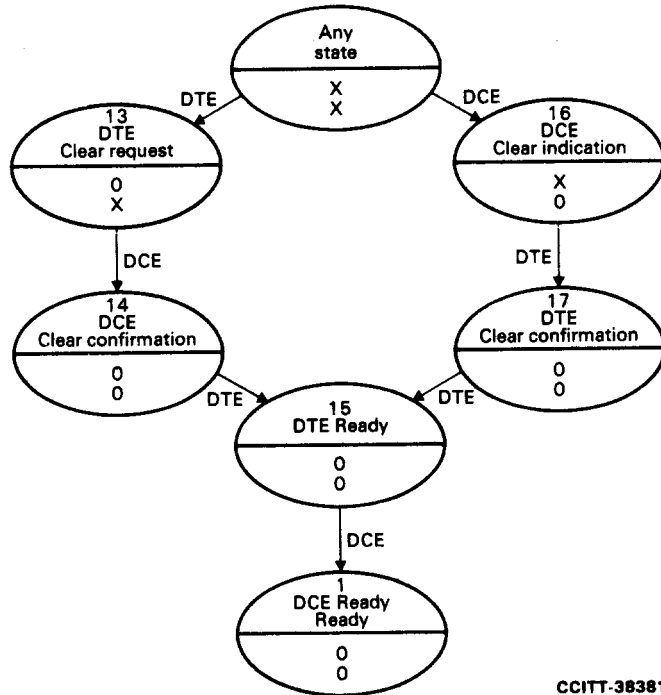 Any
state
X
X
DTE
DCE
13
DTE
Clear request
0
X
16
DCE
Clear indication
X
0
DCE
DTE
14
DCE
Clear confirmation
0
0
17
DTE
Clear confirmation
0
0
DTE
DTE
15
DTE Ready
0
0
DCE
1
DCE Ready
Ready
0
0
CCITT-38381